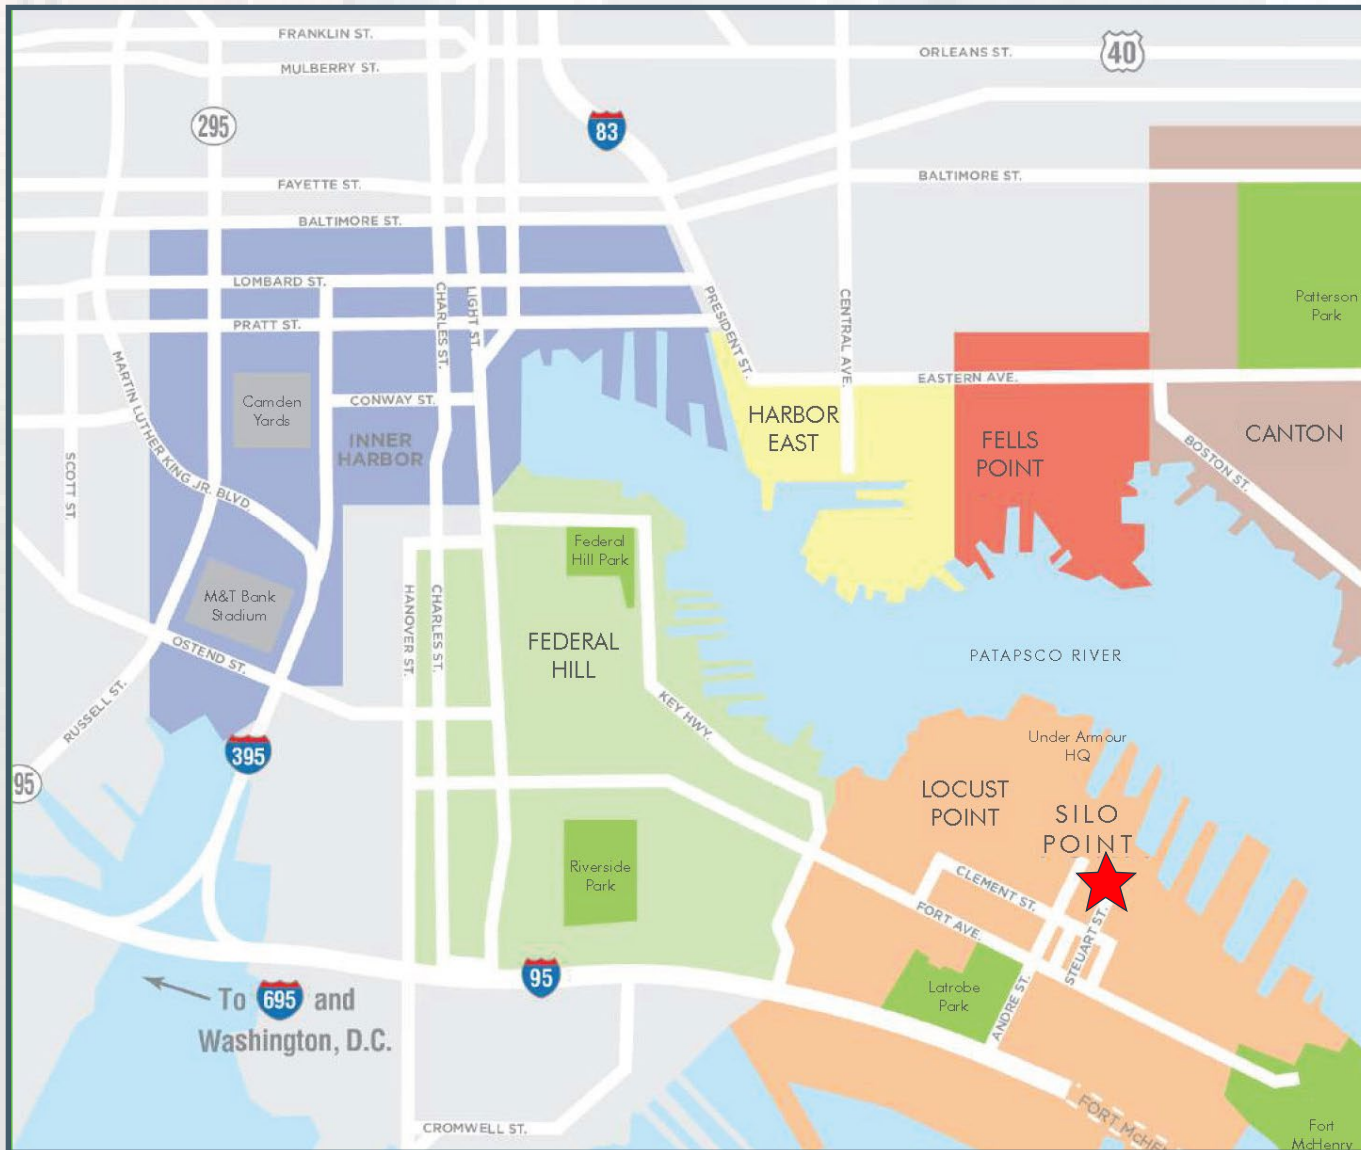 FRANKLIN ST.
MULBERRY ST.
ORLEANS ST.
40
295
83
FAYETTE ST.
BALTIMORE ST.
BALTIMORE ST.
LOMBARD ST.
PRATT ST.
CHARLES ST.
LIGHT ST.
PRESIDENT ST.
CENTRAL AVE.
Patterson
Park
MARTIN LUTHER KING JR. BLVD.
Camden
Yards
CONWAY ST.
INNER
HARBOR
EASTERN AVE.
HARBOR
EAST
FELLS
POINT
CANTON
BOSTON ST.
SCOTT ST.
Federal
Hill Park
M&T Bank
Stadium
HANOVER ST.
CHARLES ST.
OSTEND ST.
FEDERAL
HILL
PATAPSCO RIVER
RUSSELL ST.
KEY HWY.
395
95
Under Armour
HQ
LOCUST
POINT
SILO
POINT
Riverside
Park
CLEMENT ST.
FORT AVE.
STEUART ST.
ANDRE ST.
Latrobe
Park
95
To 695 and
Washington, D.C.
CROMWELL ST.
FORT McHE
Fort
McHenry